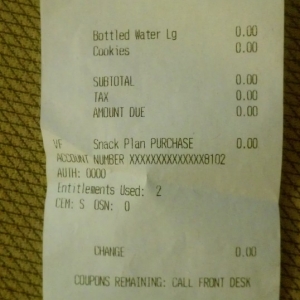 Bottled Water Lg 0.00
Cookies 0.00
SUBTOTAL 0.00
TAX 0.00
AMOUNT DUE 0.00
VF Snack Plan PURCHASE 0.00
ACCOUNT NUMBER XXXXXXXXXXXXXX8102
AUTH: 0000
Entitlements Used: 2
CEM: S DSN: 0
CHANGE 0.00
COUPONS REMAINING: CALL FRONT DESK